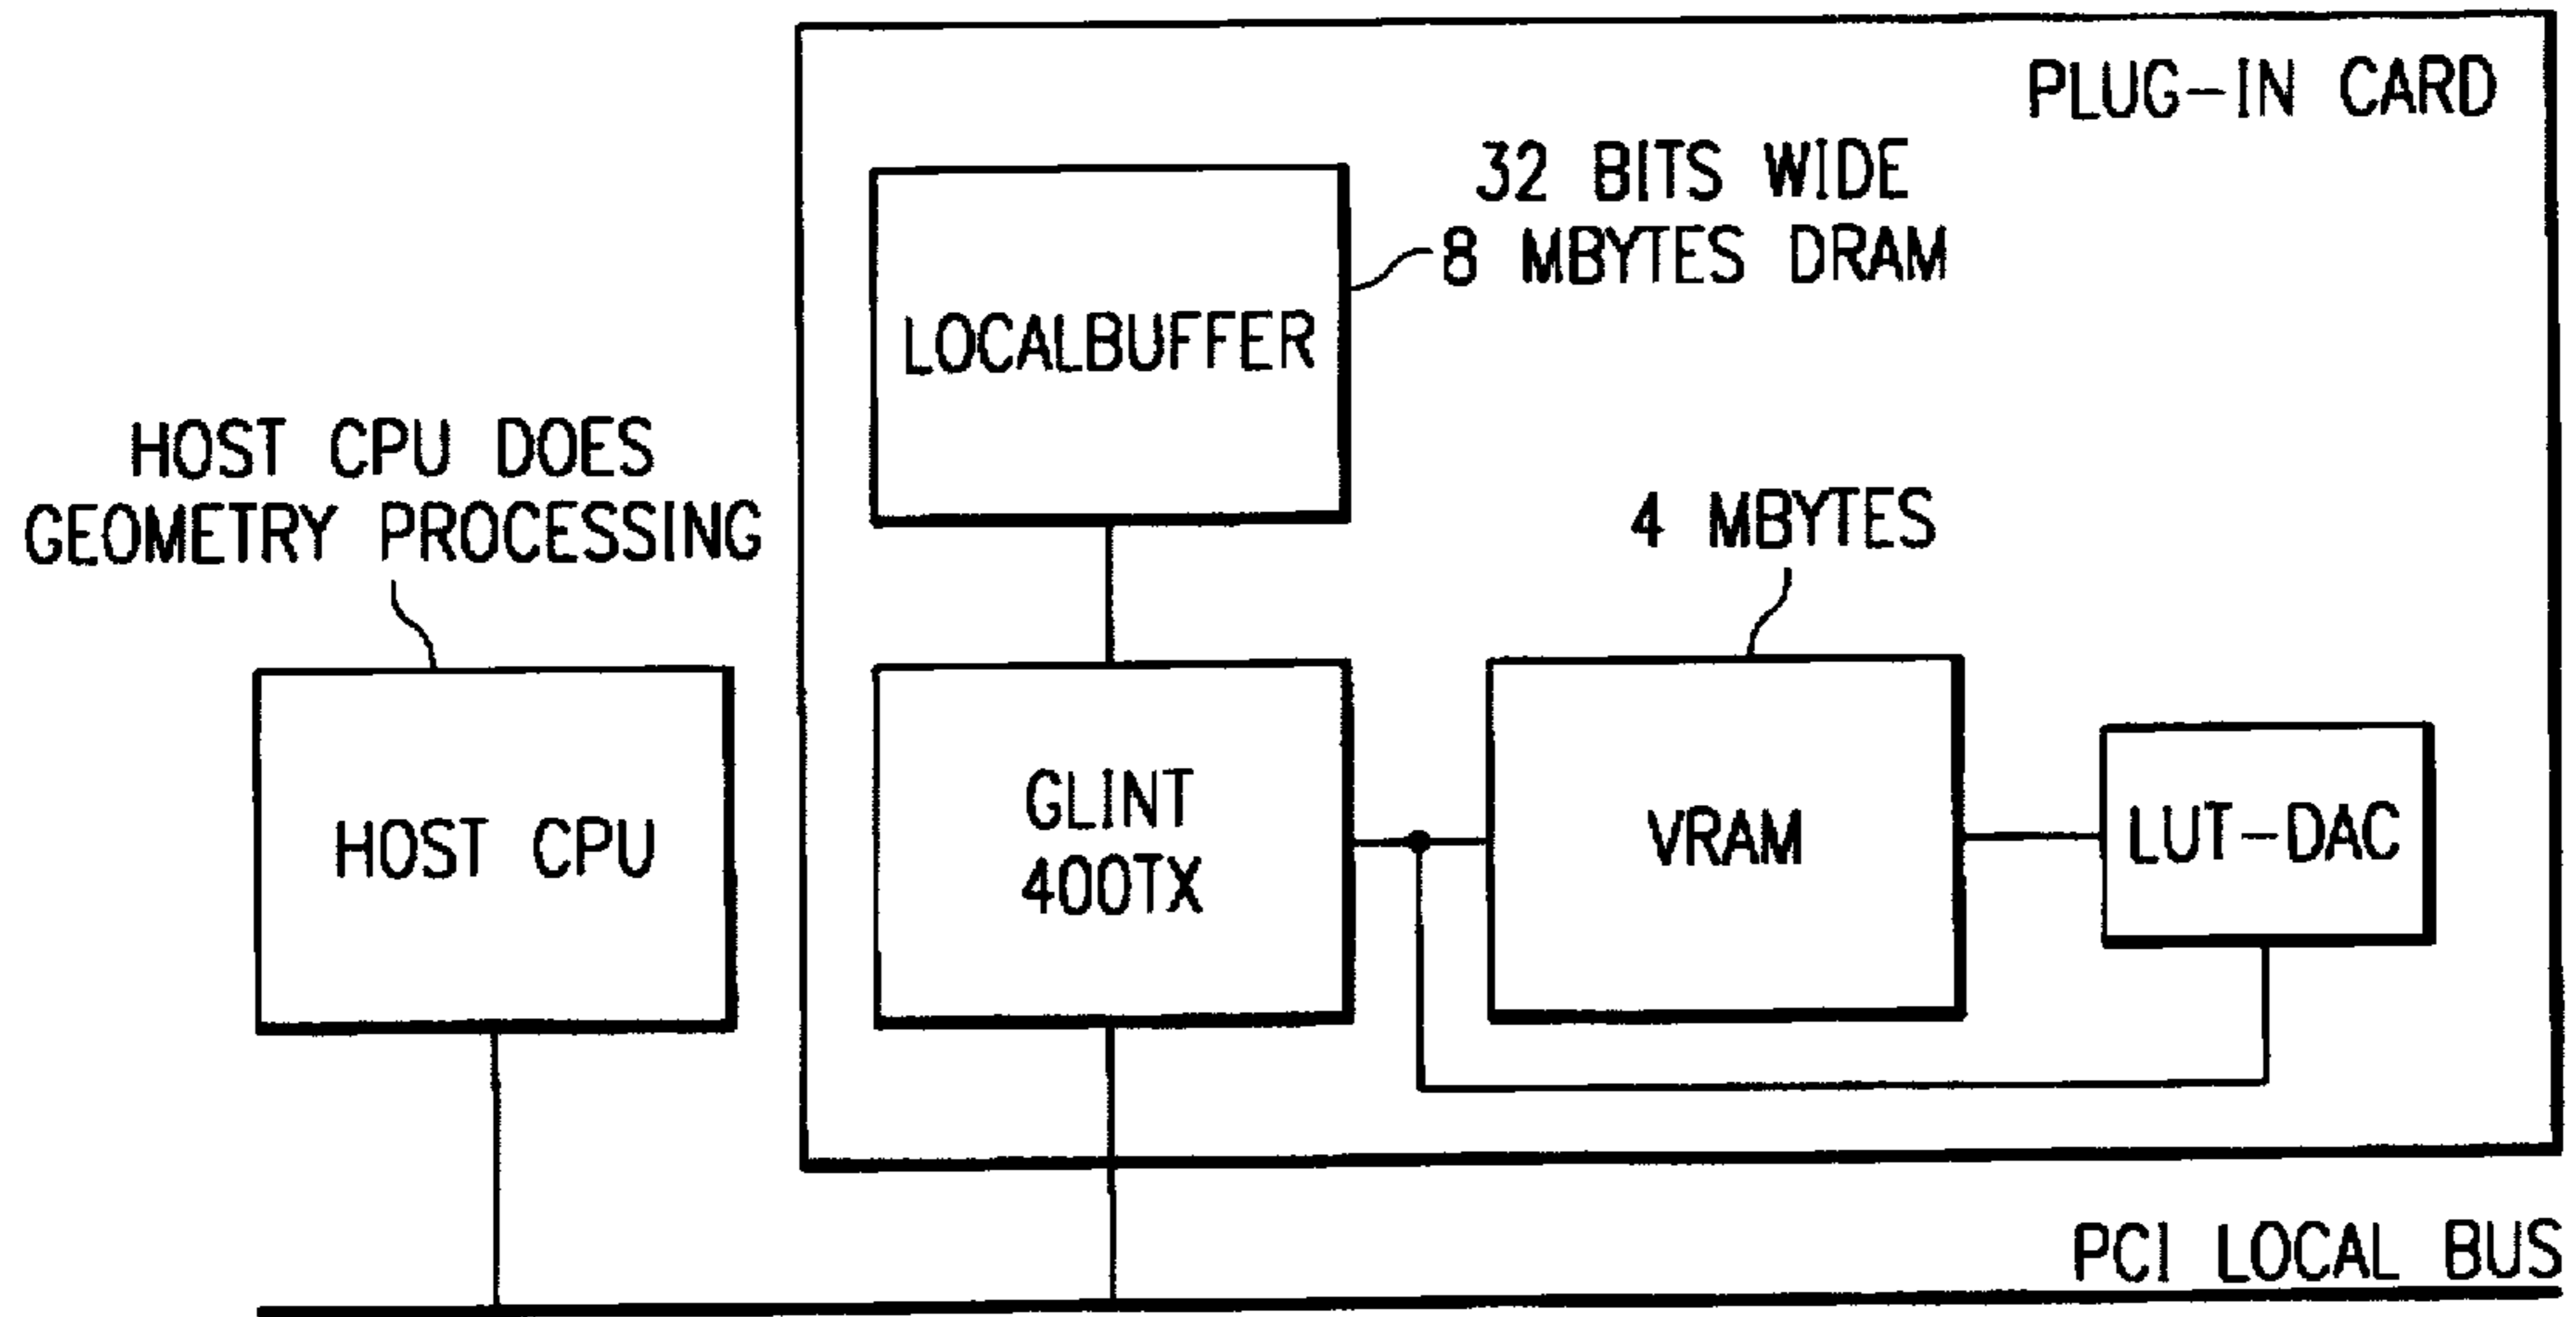 PLUG-IN CARD
32 BITS WIDE
8 MBYTES DRAM
LOCALBUFFER
HOST CPU DOES
GEOMETRY PROCESSING
4 MBYTES
HOST CPU
GLINT
400TX
VRAM
LUT-DAC
PCI LOCAL BUS